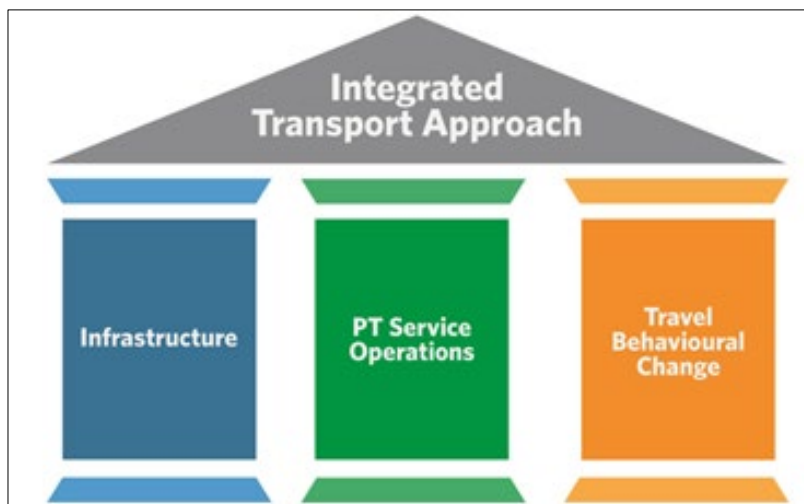 Integrated
Transport Approach
Infrastructure
PT Service
Operations
Travel
Behavioural
Change